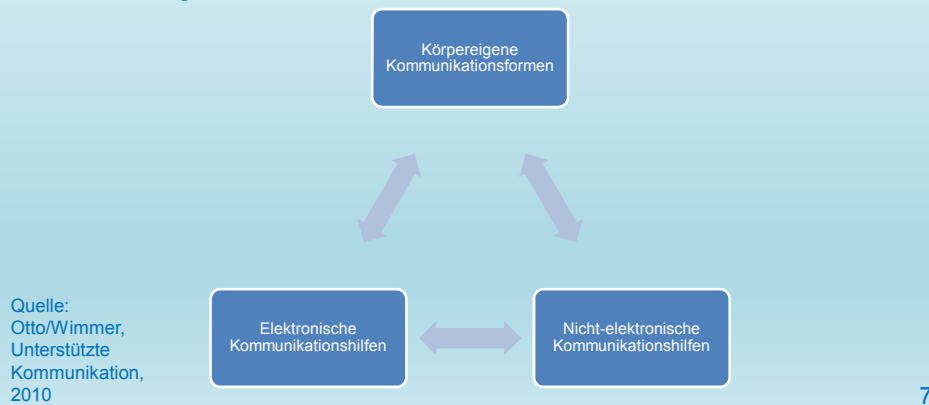 Körpereigene
Kommunikationsformen
Elektronische
Kommunikationshilfen
Nicht-elektronische
Kommunikationshilfen
Quelle:
Otto/Wimmer,
Unterstützte
Kommunikation,
2010
7